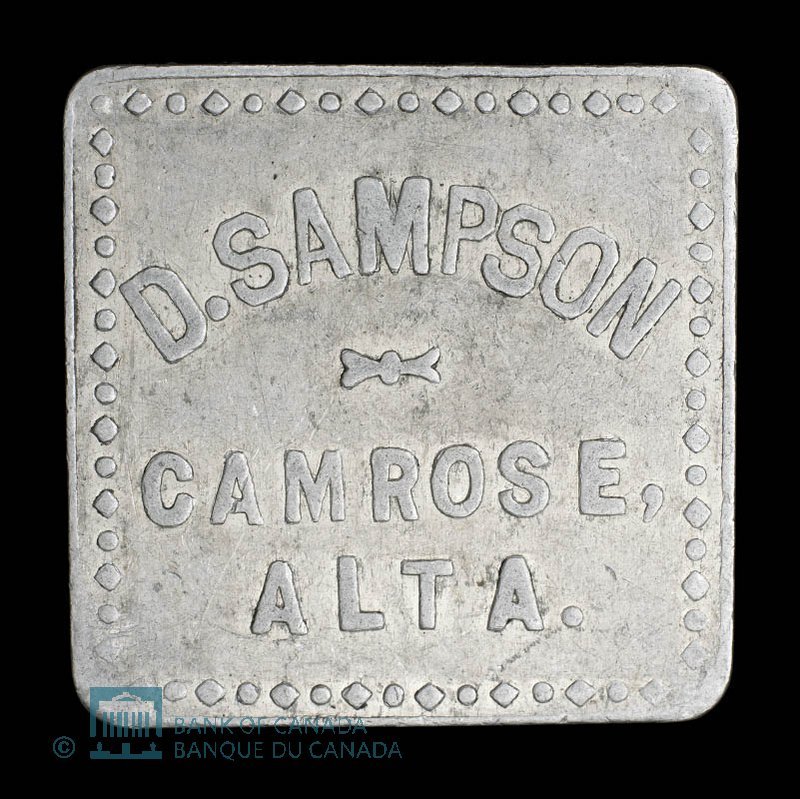 D. SAMPSON
CAMROSE,
ALTA.
BANK OF CANADA
© BANQUE DU CANADA